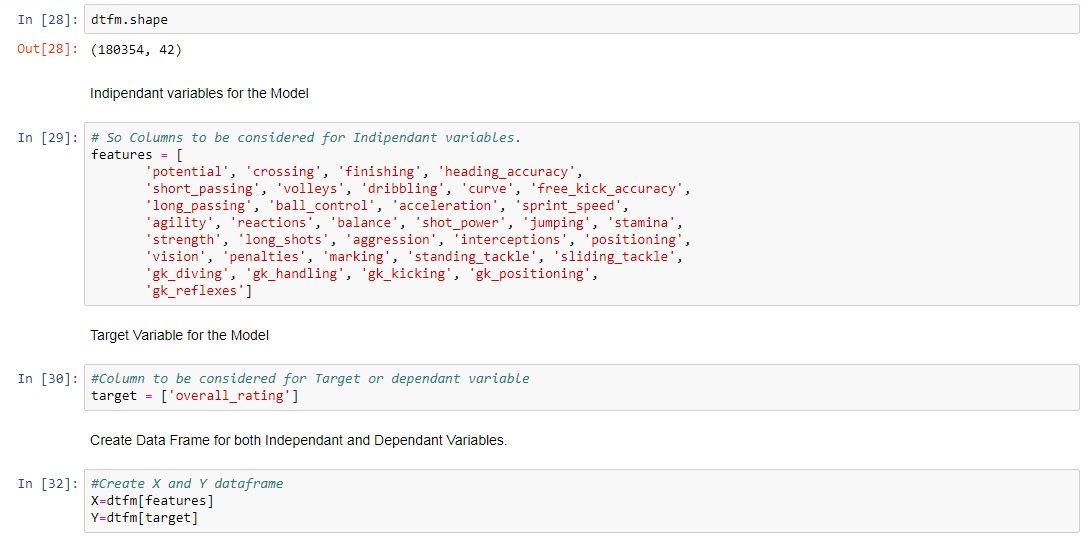 In [28]: dtfm.shape
Out[28]: (180354, 42)
Indipendant variables for the Model
In [29]: # So Columns to be considered for Indipendant variables.
features = [
'potential', 'crossing', 'finishing', 'heading_accuracy',
'short_passing', 'volleys', 'dribbling', 'curve', 'free_kick_accuracy',
'long_passing', 'ball_control', 'acceleration', 'sprint_speed',
'agility', 'reactions', 'balance', 'shot_power', 'jumping', 'stamina',
'strength', 'long_shots', 'aggression', 'interceptions', 'positioning',
'vision', 'penalties', 'marking', 'standing_tackle', 'sliding_tackle',
'gk_diving', 'gk_handling', 'gk_kicking', 'gk_positioning',
'gk_reflexes']
Target Variable for the Model
In [30]: #Column to be considered for Target or dependant variable
target = ['overall_rating']
Create Data Frame for both Independant and Dependant Variables.
In [32]: #Create X and Y dataframe
X=dtfm[features]
Y=dtfm[target]